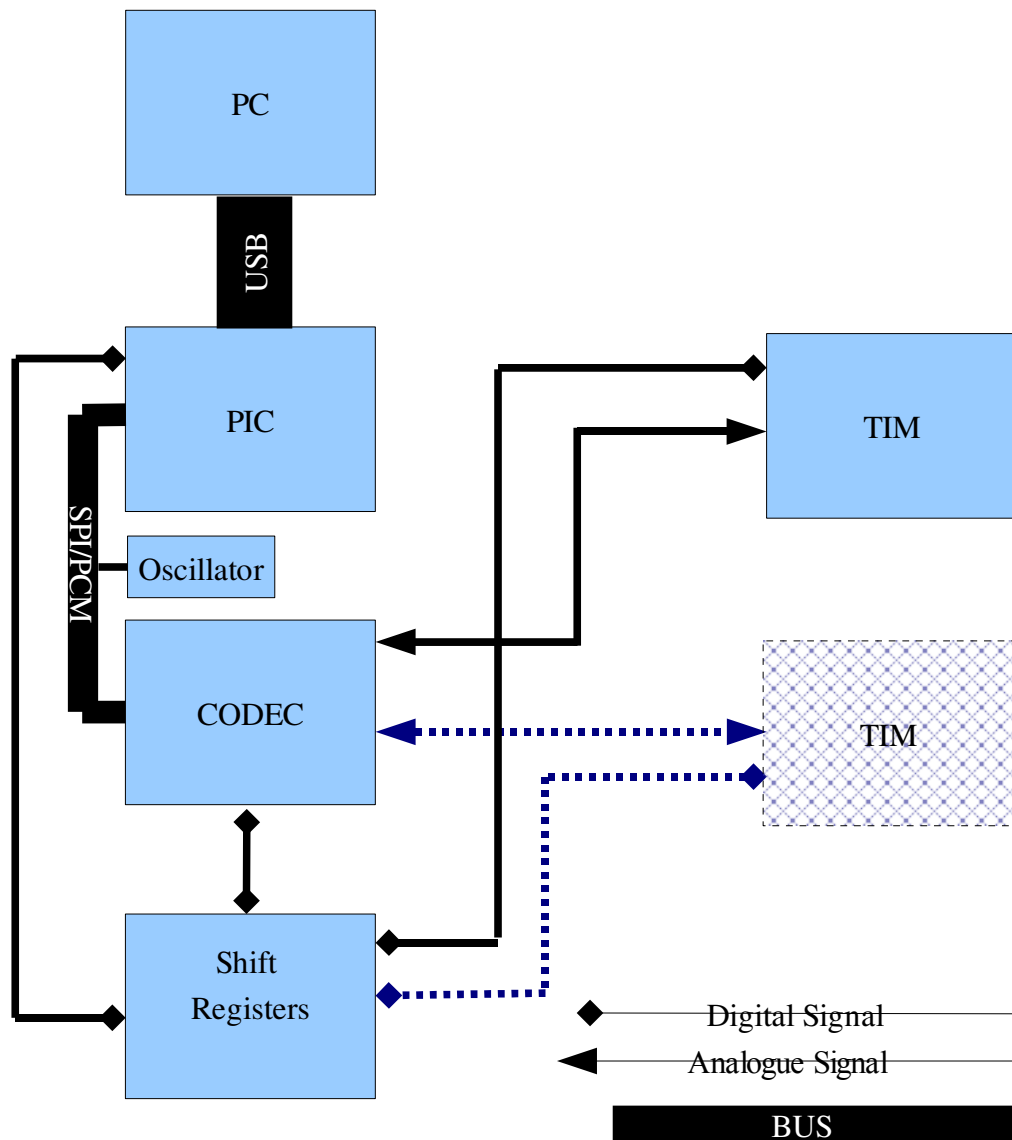 PC
USB
PIC
TIM
SPI/PCM
Oscillator
CODEC
TIM
Shift
Registers
Digital Signal
Analogue Signal
BUS